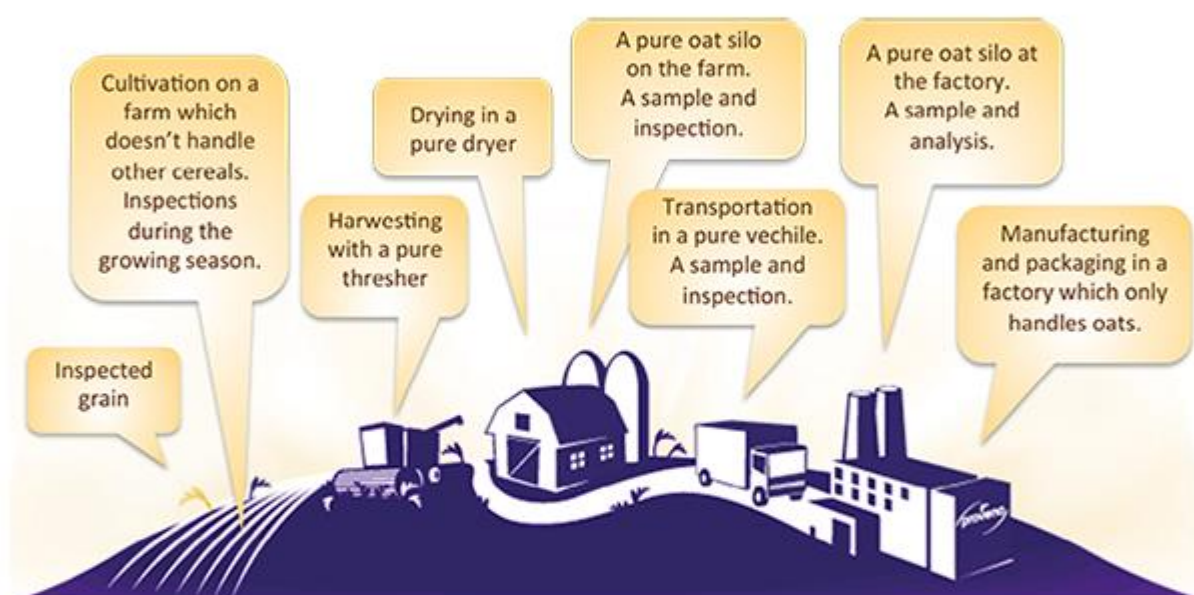 Inspected
grain
Cultivation on a
farm which
doesn't handle
other cereals.
Inspections
during the
growing season.
Harwesting
with a pure
thresher
Drying in a
pure dryer
A pure oat silo
on the farm.
A sample and
inspection.
Transportation
in a pure vechile.
A sample and
inspection.
A pure oat silo at
the factory.
A sample and
analysis.
Manufacturing
and packaging in a
factory which only
handles oats.
provena